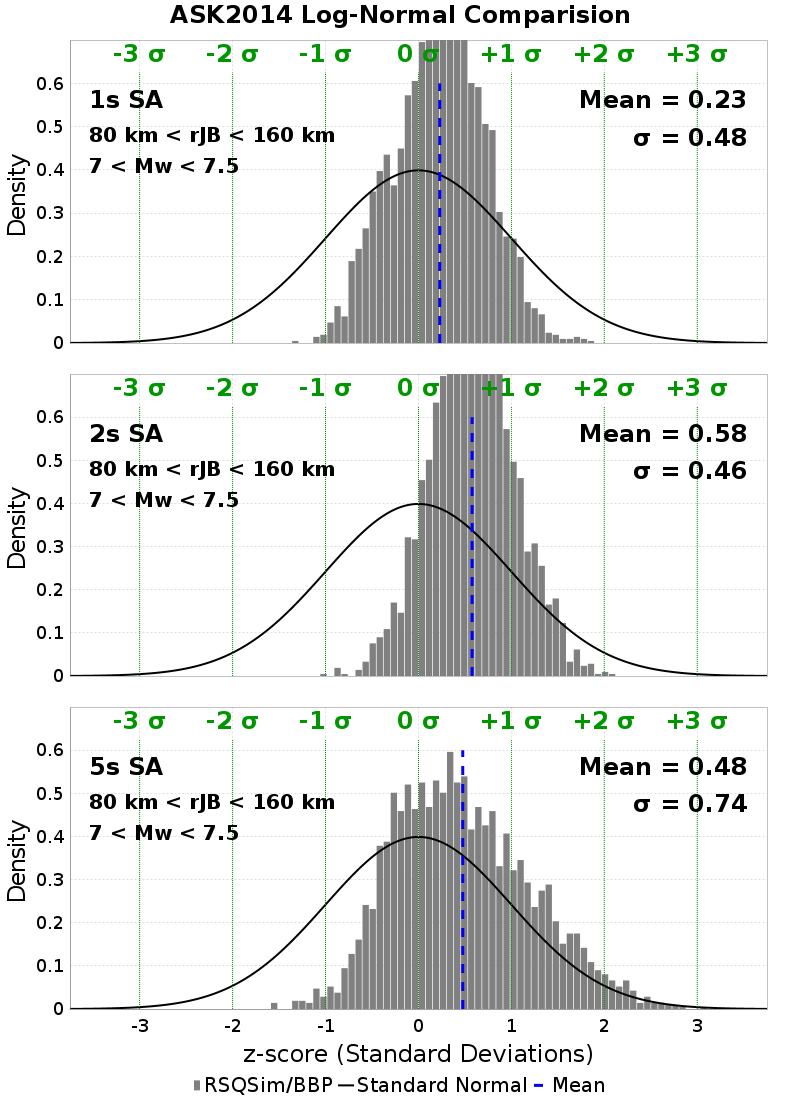 ASK2014 Log-Normal Comparision
-3 σ -2 σ -1 σ 0 σ +1 σ +2 σ +3 σ
1s SA
80 km < rJB < 160 km
7 < Mw < 7.5
Mean = 0.23
σ = 0.48
Density
0.6
0.5
0.4
0.3
0.2
0.1
0
-3 σ -2 σ -1 σ 0 σ +1 σ +2 σ +3 σ
2s SA
80 km < rJB < 160 km
7 < Mw < 7.5
Mean = 0.58
σ = 0.46
Density
0.6
0.5
0.4
0.3
0.2
0.1
0
-3 σ -2 σ -1 σ 0 σ +1 σ +2 σ +3 σ
5s SA
80 km < rJB < 160 km
7 < Mw < 7.5
Mean = 0.48
σ = 0.74
Density
0.6
0.5
0.4
0.3
0.2
0.1
0
-3 -2 -1 0 1 2 3
z-score (Standard Deviations)
RSQSim/BBP Standard Normal Mean